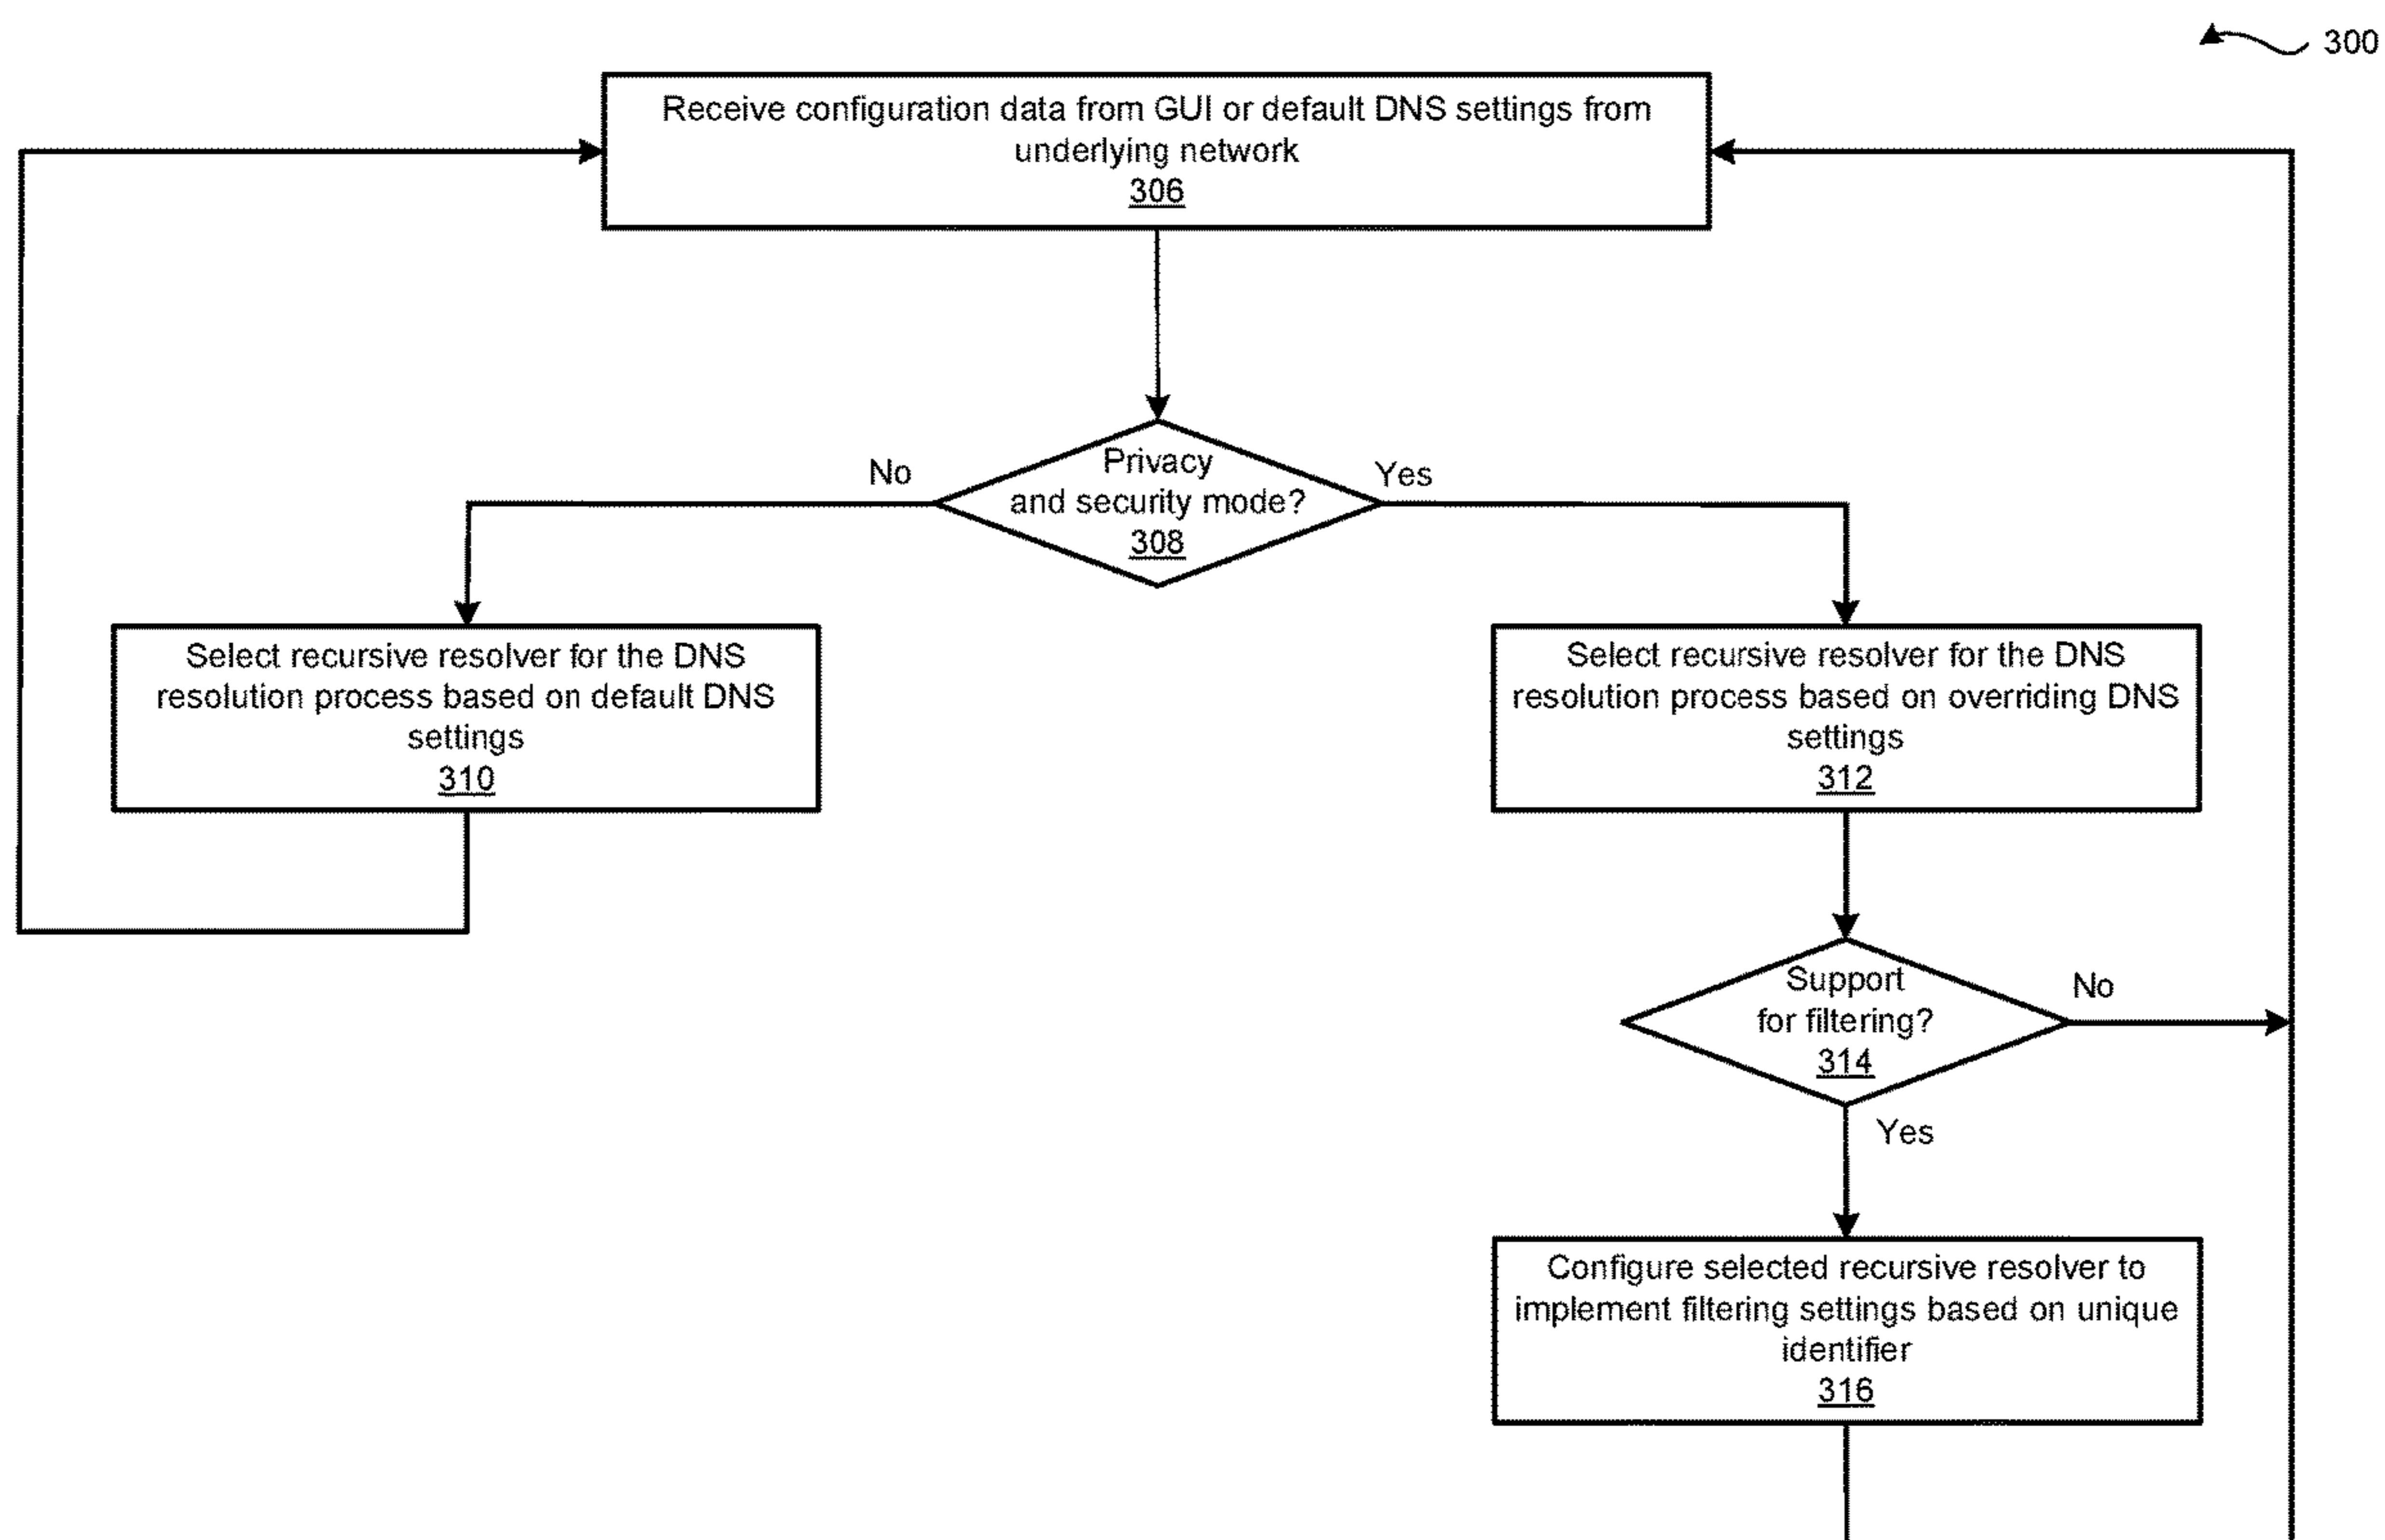 300
Receive configuration data from GUI or default DNS settings from
underlying network
306
Privacy
and security mode?
308
No
Yes
Select recursive resolver for the DNS
resolution process based on default DNS
settings
310
Select recursive resolver for the DNS
resolution process based on overriding DNS
settings
312
Support
for filtering?
314
No
Yes
Configure selected recursive resolver to
implement filtering settings based on unique
identifier
316